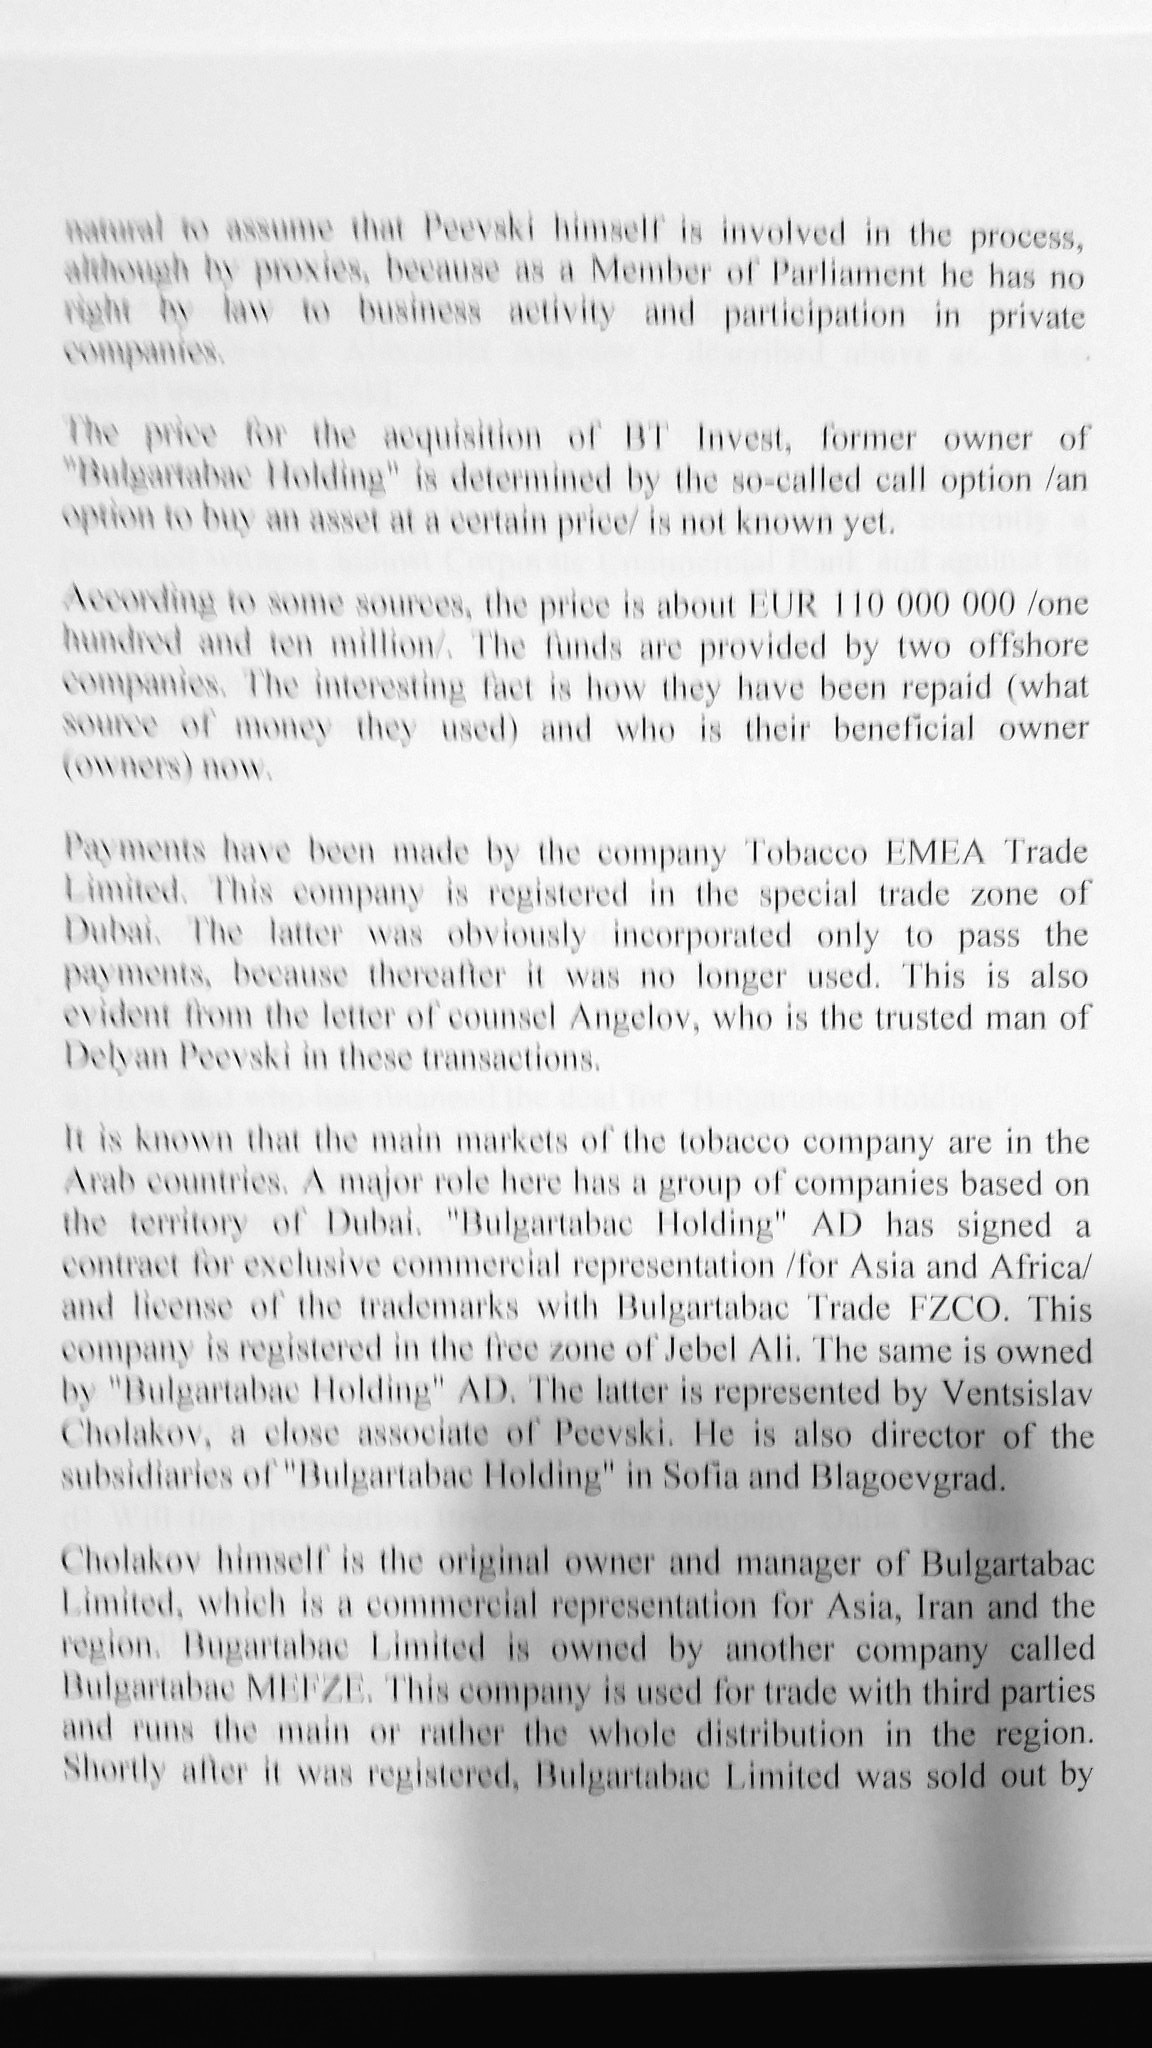 natural to assume that Peevski himself is involved in the process,
although by proxies, because as a Member of Parliament he has no
right by law to business activity and participation in private
companies.
The price for the acquisition of BT Invest, former owner of
"Bulgartabac Holding" is determined by the so-called call option /an
option to buy an asset at a certain price/ is not known yet.
According to some sources, the price is about EUR 110 000 000 /one
hundred and ten million/. The funds are provided by two offshore
companies. The interesting fact is how they have been repaid (what
source of money they used) and who is their beneficial owner
(owners) now.
Payments have been made by the company Tobacco EMEA Trade
Limited. This company is registered in the special trade zone of
Dubai. The latter was obviously incorporated only to pass the
payments, because thereafter it was no longer used. This is also
evident from the letter of counsel Angelov, who is the trusted man of
Delyan Peevski in these transactions.
It is known that the main markets of the tobacco company are in the
Arab countries. A major role here has a group of companies based on
the territory of Dubai. "Bulgartabac Holding" AD has signed a
contract for exclusive commercial representation /for Asia and Africa/
and license of the trademarks with Bulgartabac Trade FZCO. This
company is registered in the free zone of Jebel Ali. The same is owned
by "Bulgartabac Holding" AD. The latter is represented by Ventsislav
Cholakov, a close associate of Peevski. He is also director of the
subsidiaries of "Bulgartabac Holding" in Sofia and Blagoevgrad.
Cholakov himself is the original owner and manager of Bulgartabac
Limited, which is a commercial representation for Asia, Iran and the
region. Bugartabac Limited is owned by another company called
Bulgartabac MEFZE. This company is used for trade with third parties
and runs the main or rather the whole distribution in the region.
Shortly after it was registered, Bulgartabac Limited was sold out by